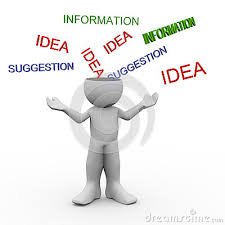 INFORMATION
IDEA
IDEA
INFORMATION
SUGGESTION
IDEA
SUGGESTION
IDEA
dreamstime.com